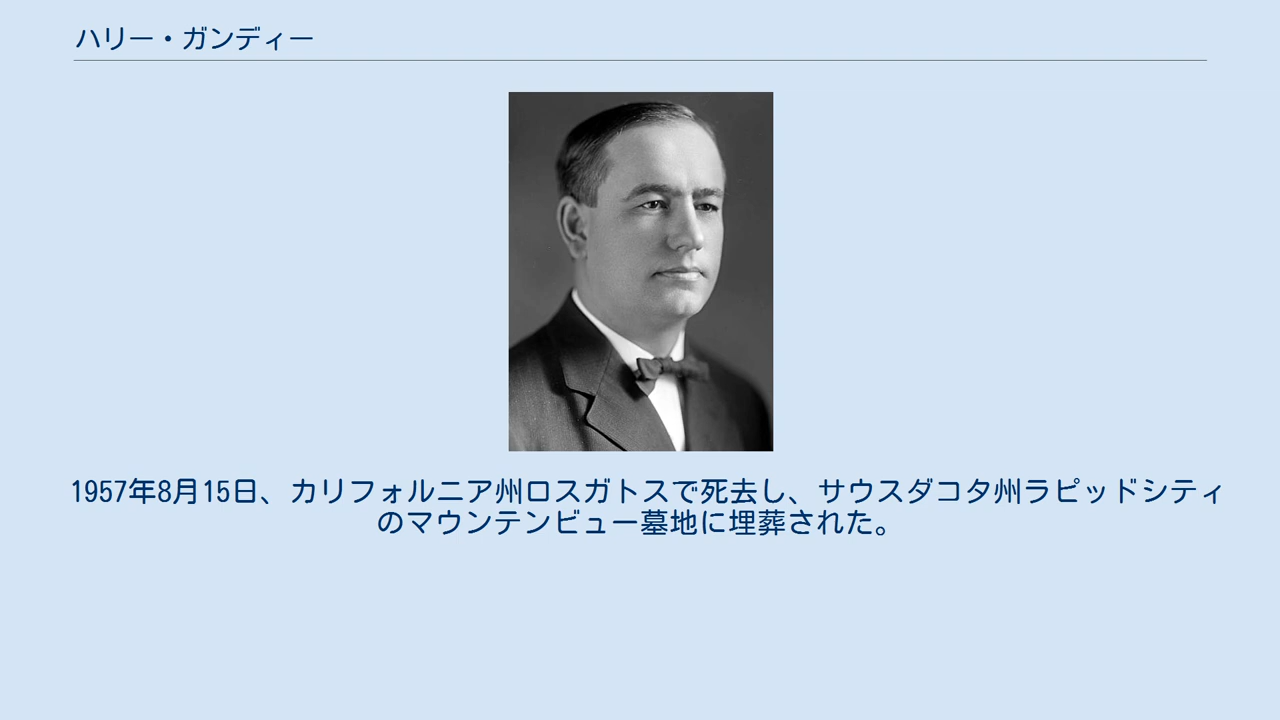 ハリー・ガンディー
1957年8月15日、カリフォルニア州ロスガトスで死去し、サウスダコタ州ラピッドシティ
のマウンテンビュー墓地に埋葬された。